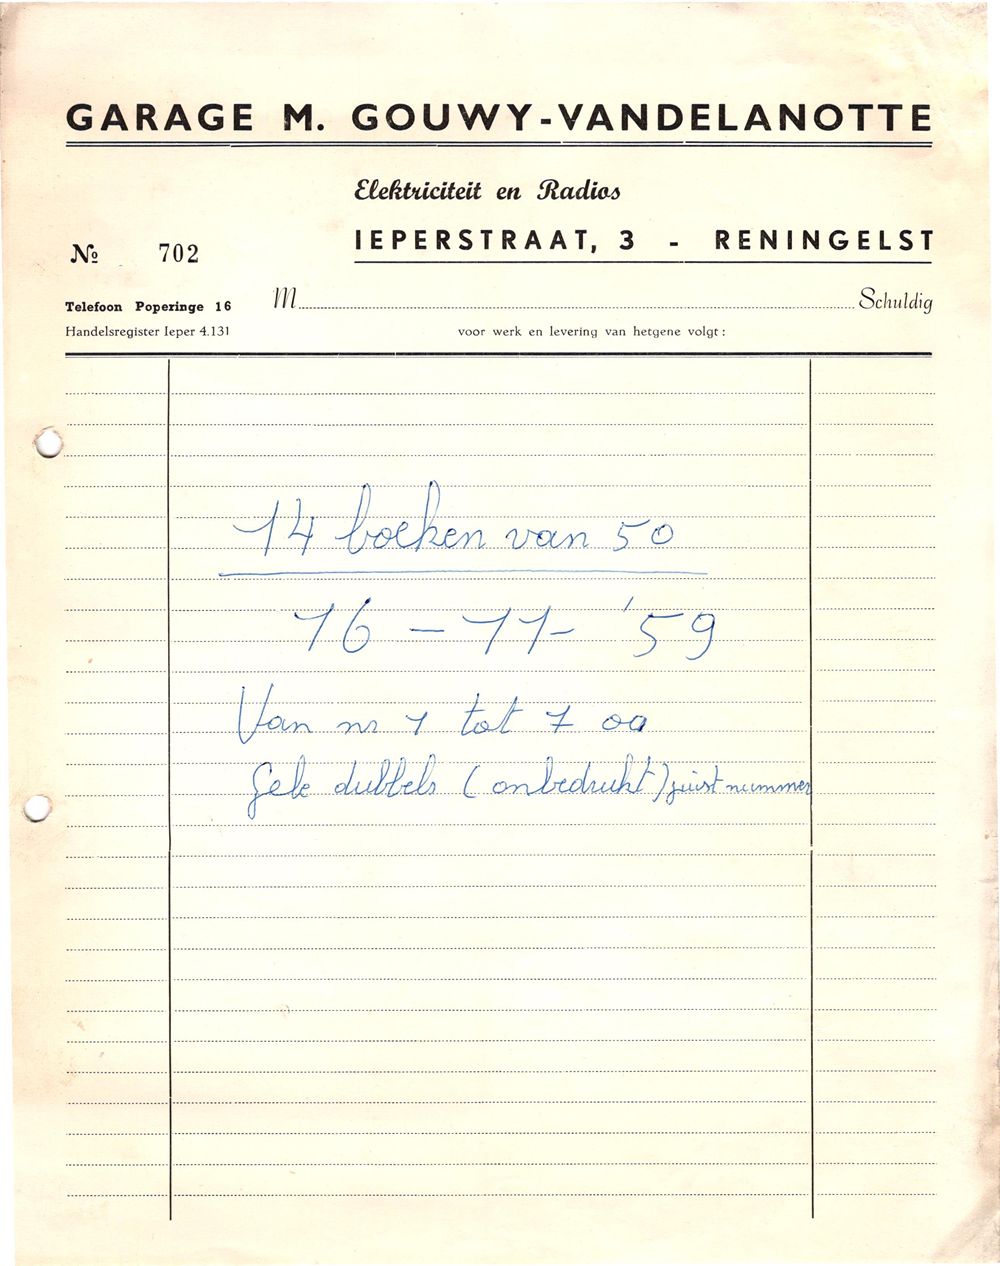 GARAGE M. GOUWY-VANDELANOTTE
Elektriciteit en Radios
IEPERSTRAAT, 3 - RENINGELST
№ 702
Telefoon Poperinge 16
M Schuldig
Handelsregister Ieper 4.131
voor werk en levering van hetgene volgt :
14 boeken van 50
16 - 11 - '59
Van nr 1 tot 700
Gele dubbels (onbedrukt) juist nummer